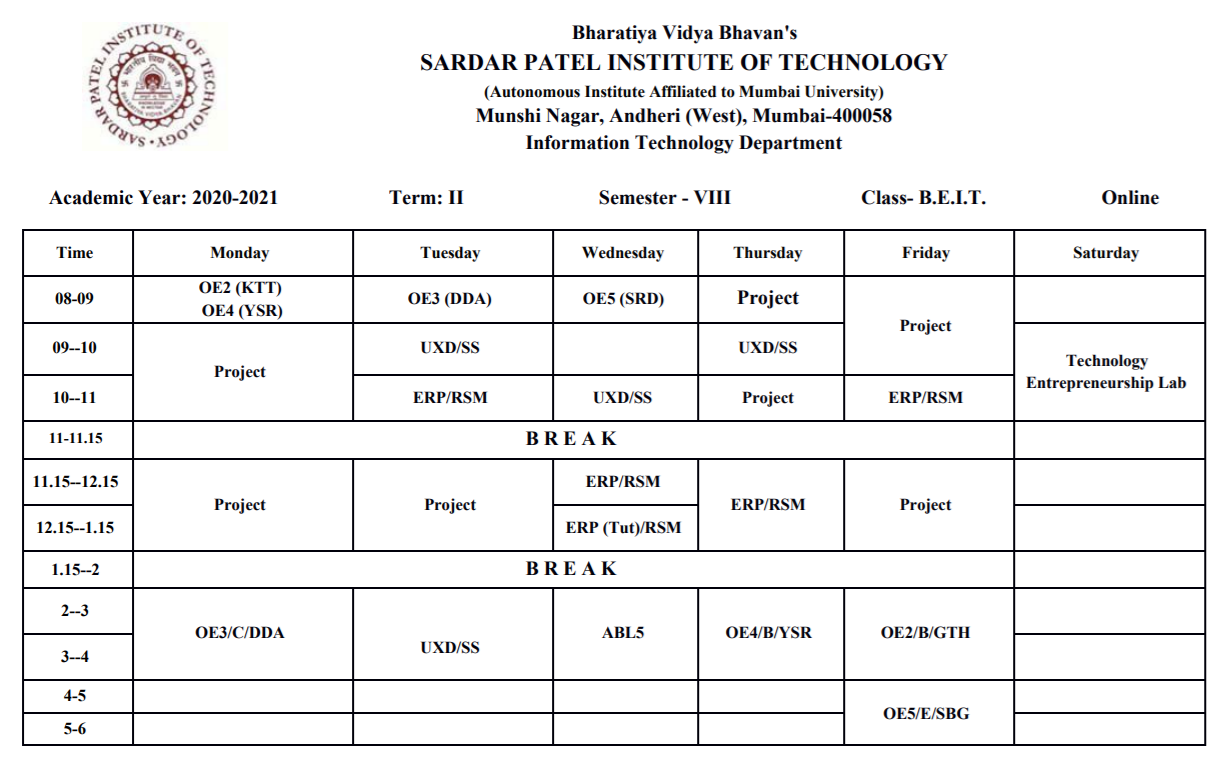 SARDAR PATEL INSTITUTE OF TECHNOLOGY
Bharatiya Vidya Bhavan's
SARDAR PATEL INSTITUTE OF TECHNOLOGY
(Autonomous Institute Affiliated to Mumbai University)
Munshi Nagar, Andheri (West), Mumbai-400058
Information Technology Department
Academic Year: 2020-2021 Term: II Semester - VIII Class- B.E.I.T. Online
Time Monday Tuesday Wednesday Thursday Friday Saturday
08-09 OE2 (KTT) OE3 (DDA) OE5 (SRD) Project
OE4 (YSR)
Project
09--10 UXD/SS UXD/SS
Project
Technology
Entrepreneurship Lab
10--11 ERP/RSM UXD/SS Project ERP/RSM
11-11.15 B R E A K
11.15--12.15 ERP/RSM
Project Project ERP/RSM Project
12.15--1.15 ERP (Tut)/RSM
1.15--2 B R E A K
2--3
OE3/C/DDA ABL5 OE4/B/YSR OE2/B/GTH
UXD/SS
3--4
4-5
OE5/E/SBG
5-6